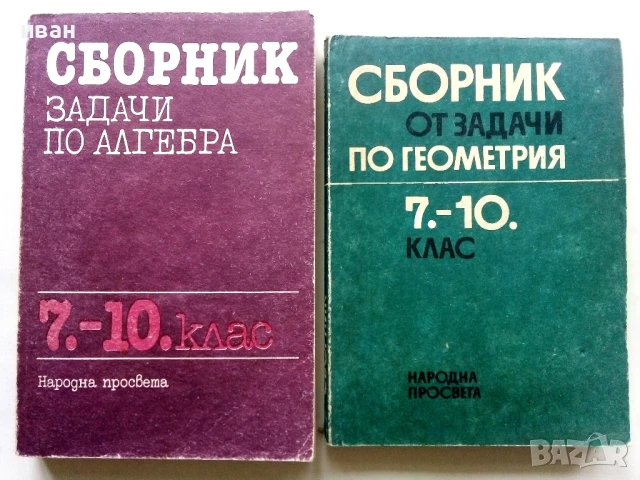 иван
СБОРНИК
ЗАДАЧИ
ПО АЛГЕБРА
7.-10. клас
Народна просвета
СБОРНИК
ОТ ЗАДАЧИ
ПО ГЕОМЕТРИЯ
7.-10.
КЛАС
НАРОДНА
ПРОСВЕТА
BAZAR